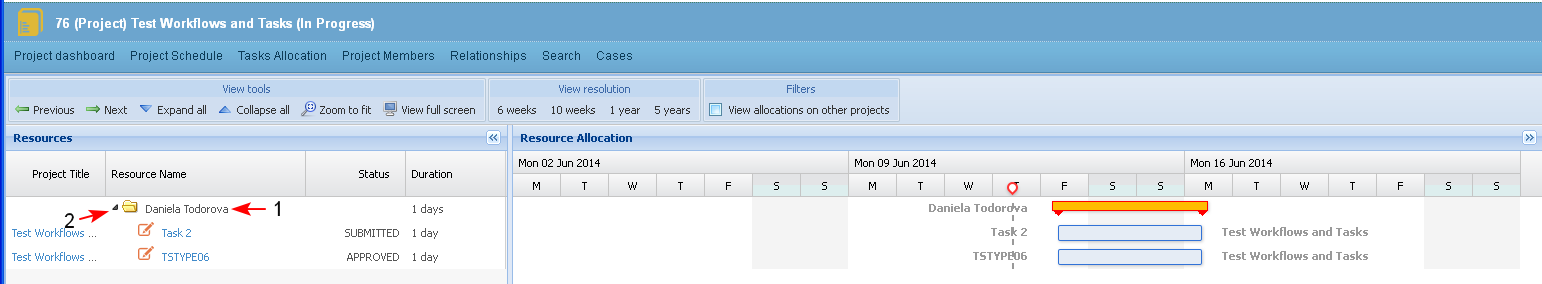 76 (Project) Test Workflows and Tasks (In Progress)
Project dashboard Project Schedule Tasks Allocation Project Members Relationships Search Cases
View tools View resolution Filters
Previous Next Expand all Collapse all Zoom to fit View full screen 6 weeks 10 weeks 1 year 5 years View allocations on other projects
Resources Resource Allocation
Mon 02 Jun 2014 Mon 09 Jun 2014 Mon 16 Jun 2014
Project Title Resource Name Status Duration
M T W T F S S M T W T F S S M T W T F S S
2 Daniela Todorova 1 1 days Daniela Todorova
Test Workflows ... Task 2 SUBMITTED 1 day Task 2 Test Workflows and Tasks
Test Workflows ... TSTYPE06 APPROVED 1 day TSTYPE06 Test Workflows and Tasks